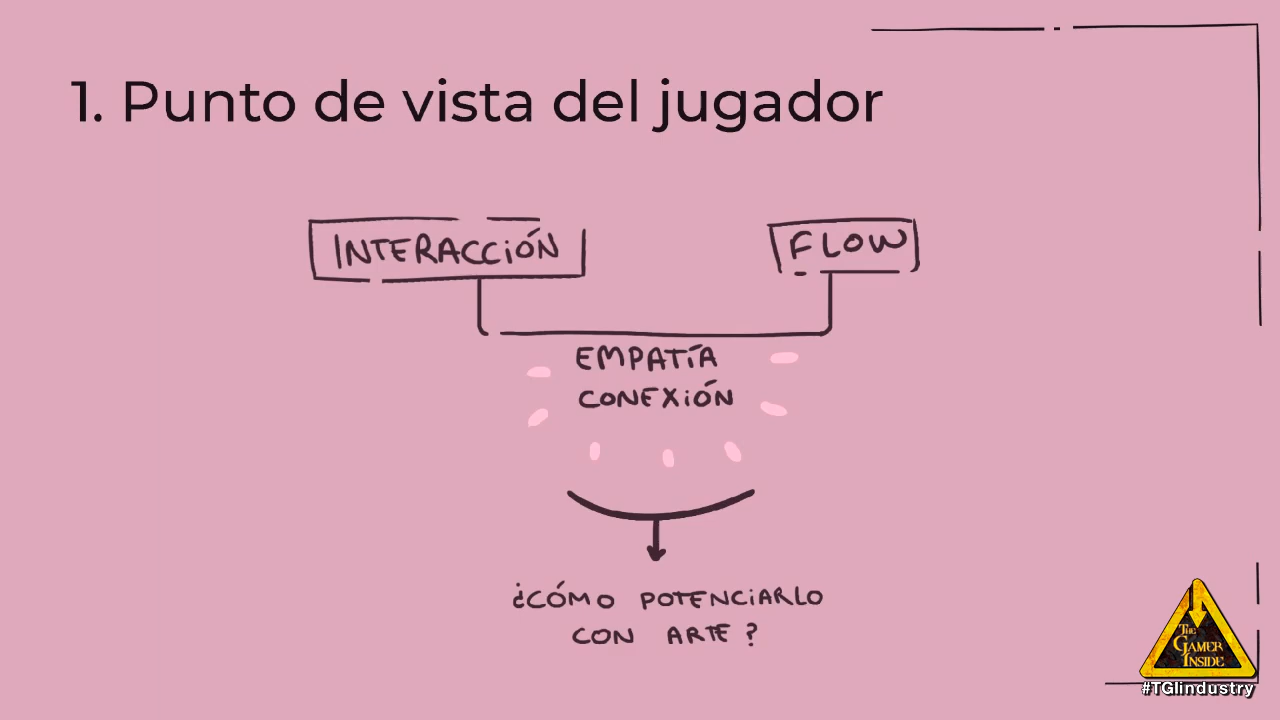 1. Punto de vista del jugador
INTERACCIÓN
FLOW
EMPATÍA
CONEXIÓN
¿CÓMO POTENCIARLO
CON ARTE?
THE
GAMER
INSIDE
#TGIindustry